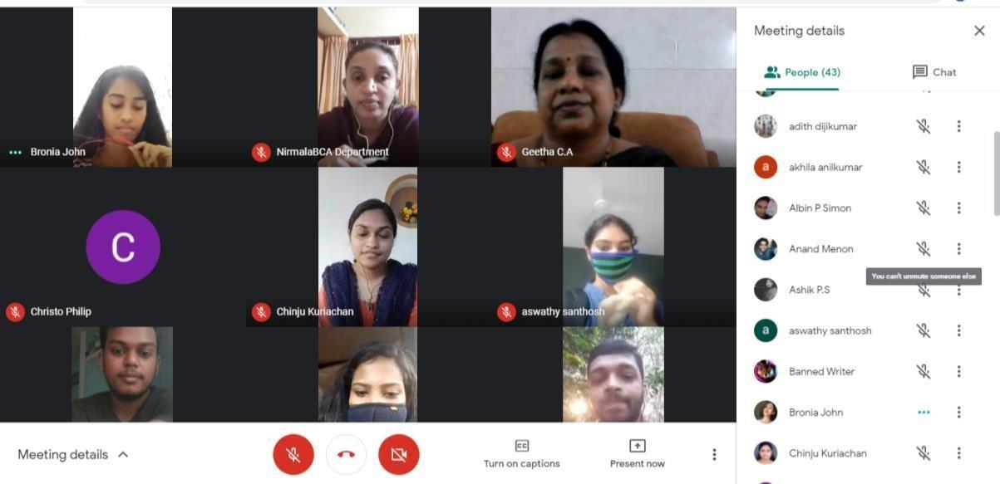 Bronia John
NirmalaBCA Department
Geetha C.A
C
Christo Philip
Chinju Kuriachan
aswathy santhosh
Meeting details
CC
Turn on captions
Present now
Meeting details
People (43)
Chat
adith dijikumar
a
akhila anilkumar
Albin P Simon
Anand Menon
You can't unmute someone else
Ashik P.S
a
aswathy santhosh
Banned Writer
Bronia John
Chinju Kuriachan